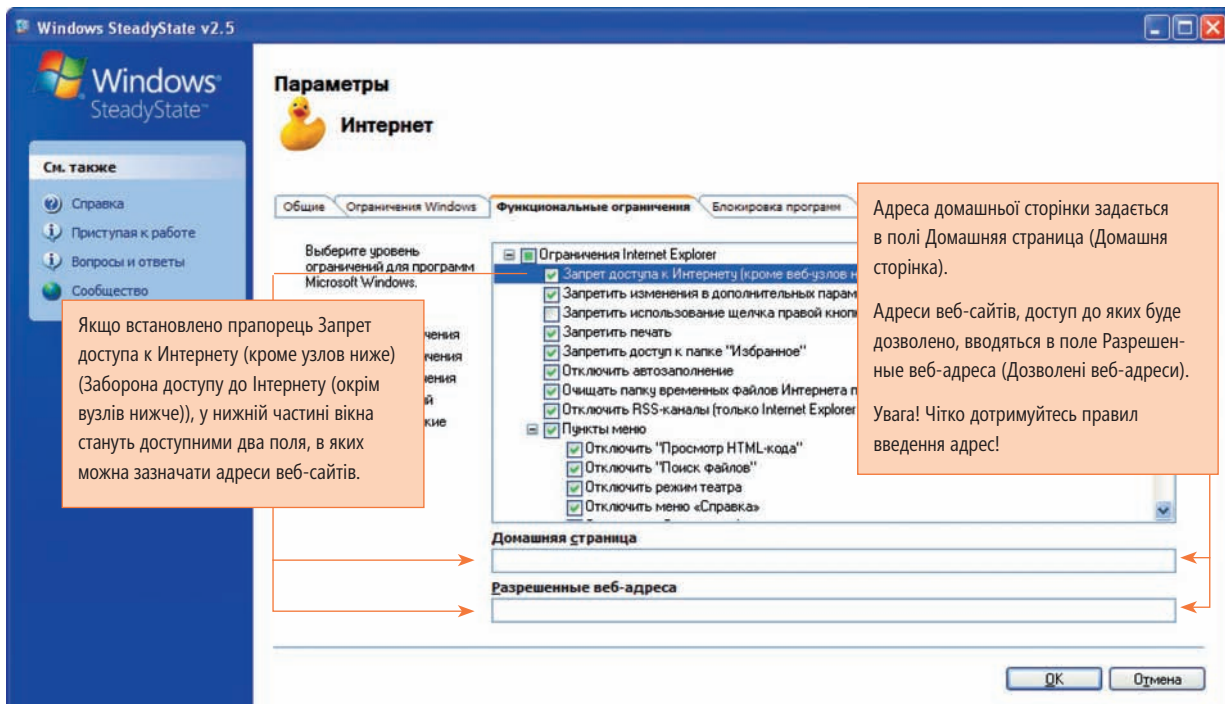 Windows SteadyState v2.5
Windows
SteadyState
См. также
Справка
Приступая к работе
Вопросы и ответы
Сообщество
Параметры
Интернет
Общие
Ограничения Windows
Функциональные ограничения
Блокировка программ
Выберите уровень
ограничений для программ
Microsoft Windows.
Ограничения Internet Explorer
Запрет доступа к Интернету (кроме веб-узлов
Запретить изменения в дополнительных
Запретить использование щелчка правой
Запретить печать
Запретить доступ к папке "Избранное"
Отключить автозаполнение
Очищать папку временных файлов Интернета
Отключить RSS-каналы (только Internet Explorer
Пункты меню
Отключить "Просмотр HTML-кода"
Отключить "Поиск файлов"
Отключить режим театра
Отключить меню «Справка»
Якщо встановлено прапорець Запрет
доступа к Интернету (кроме узлов ниже)
(Заборона доступу до Інтернету (окрім
вузлів нижче)), у нижній частині вікна
стануть доступними два поля, в яких
можна зазначати адреси веб-сайтів.
Адреса домашньої сторінки задається
в полі Домашняя страница (Домашня
сторінка).
Адреси веб-сайтів, доступ до яких буде
дозволено, вводяться в поле Разрешен-
ные веб-адреса (Дозволені веб-адреси).
Увага! Чітко дотримуйтесь правил
введення адрес!
Домашняя страница
Разрешенные веб-адреса
OK
Отмена